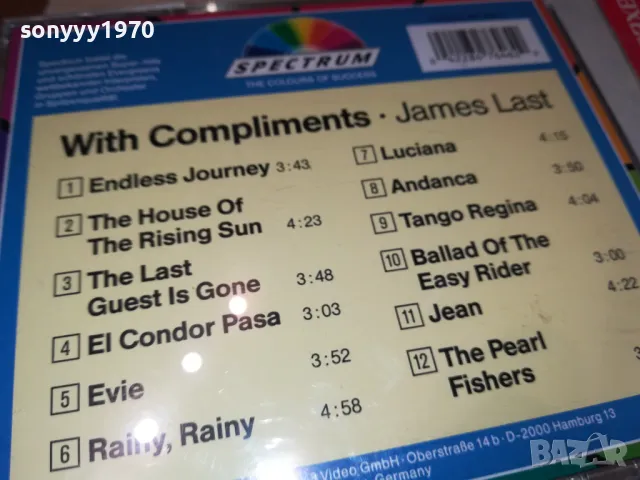 sonyyy1970
SPECTRUM
THE COLOURS OF SUCCESS
With Compliments · James Last
1 Endless Journey 3:43
2 The House Of
The Rising Sun 4:23
3 The Last
Guest Is Gone 3:48
4 El Condor Pasa 3:03
5 Evie 3:52
6 Rainy, Rainy 4:58
7 Luciana 4:15
8 Andanca 3:50
9 Tango Regina 4:04
10 Ballad Of The
Easy Rider 3:00
11 Jean 4:22
12 The Pearl
Fishers
Video GmbH · Oberstraße 14b · D-2000 Hamburg 13
Germany
BAZAR